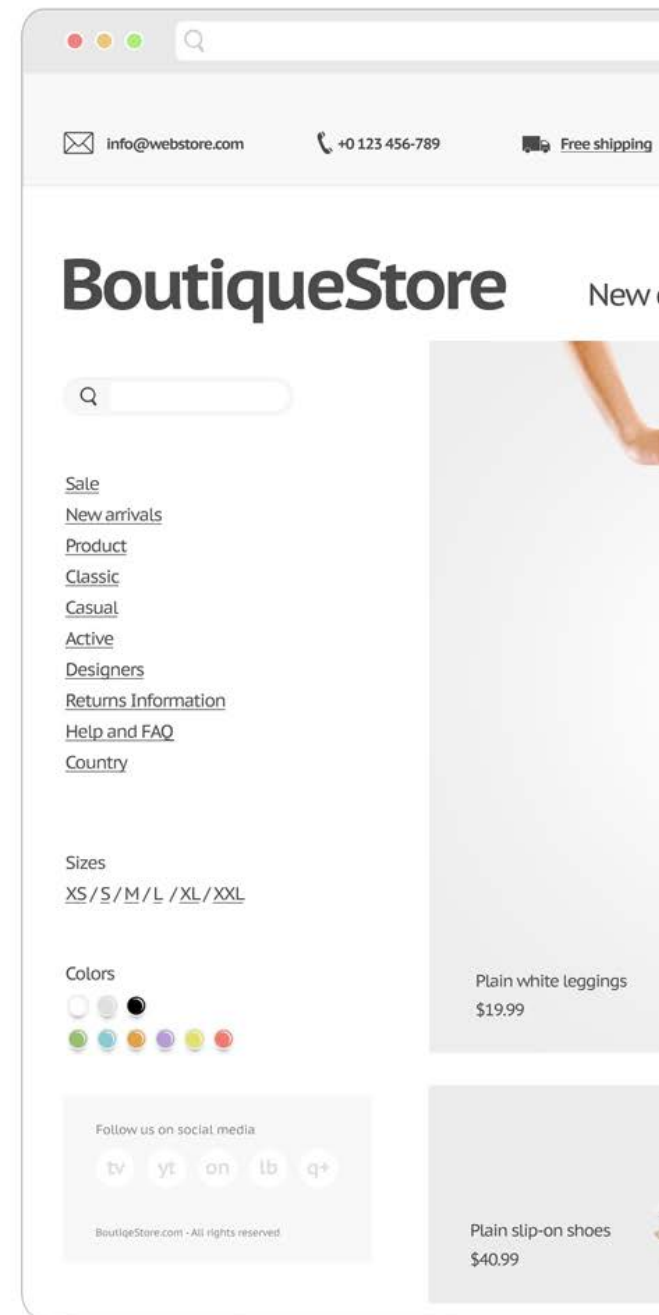 info@webstore.com
+0 123 456-789
Free shipping
BoutiqueStore
New
Sale
New arrivals
Product
Classic
Casual
Active
Designers
Returns Information
Help and FAQ
Country
Sizes
XS/S/M/L /XL/XXL
Colors
Plain white leggings
$19.99
Follow us on social media
tv yt on lb q+
BoutiqeStore.com - All rights reserved
Plain slip-on shoes
$40.99